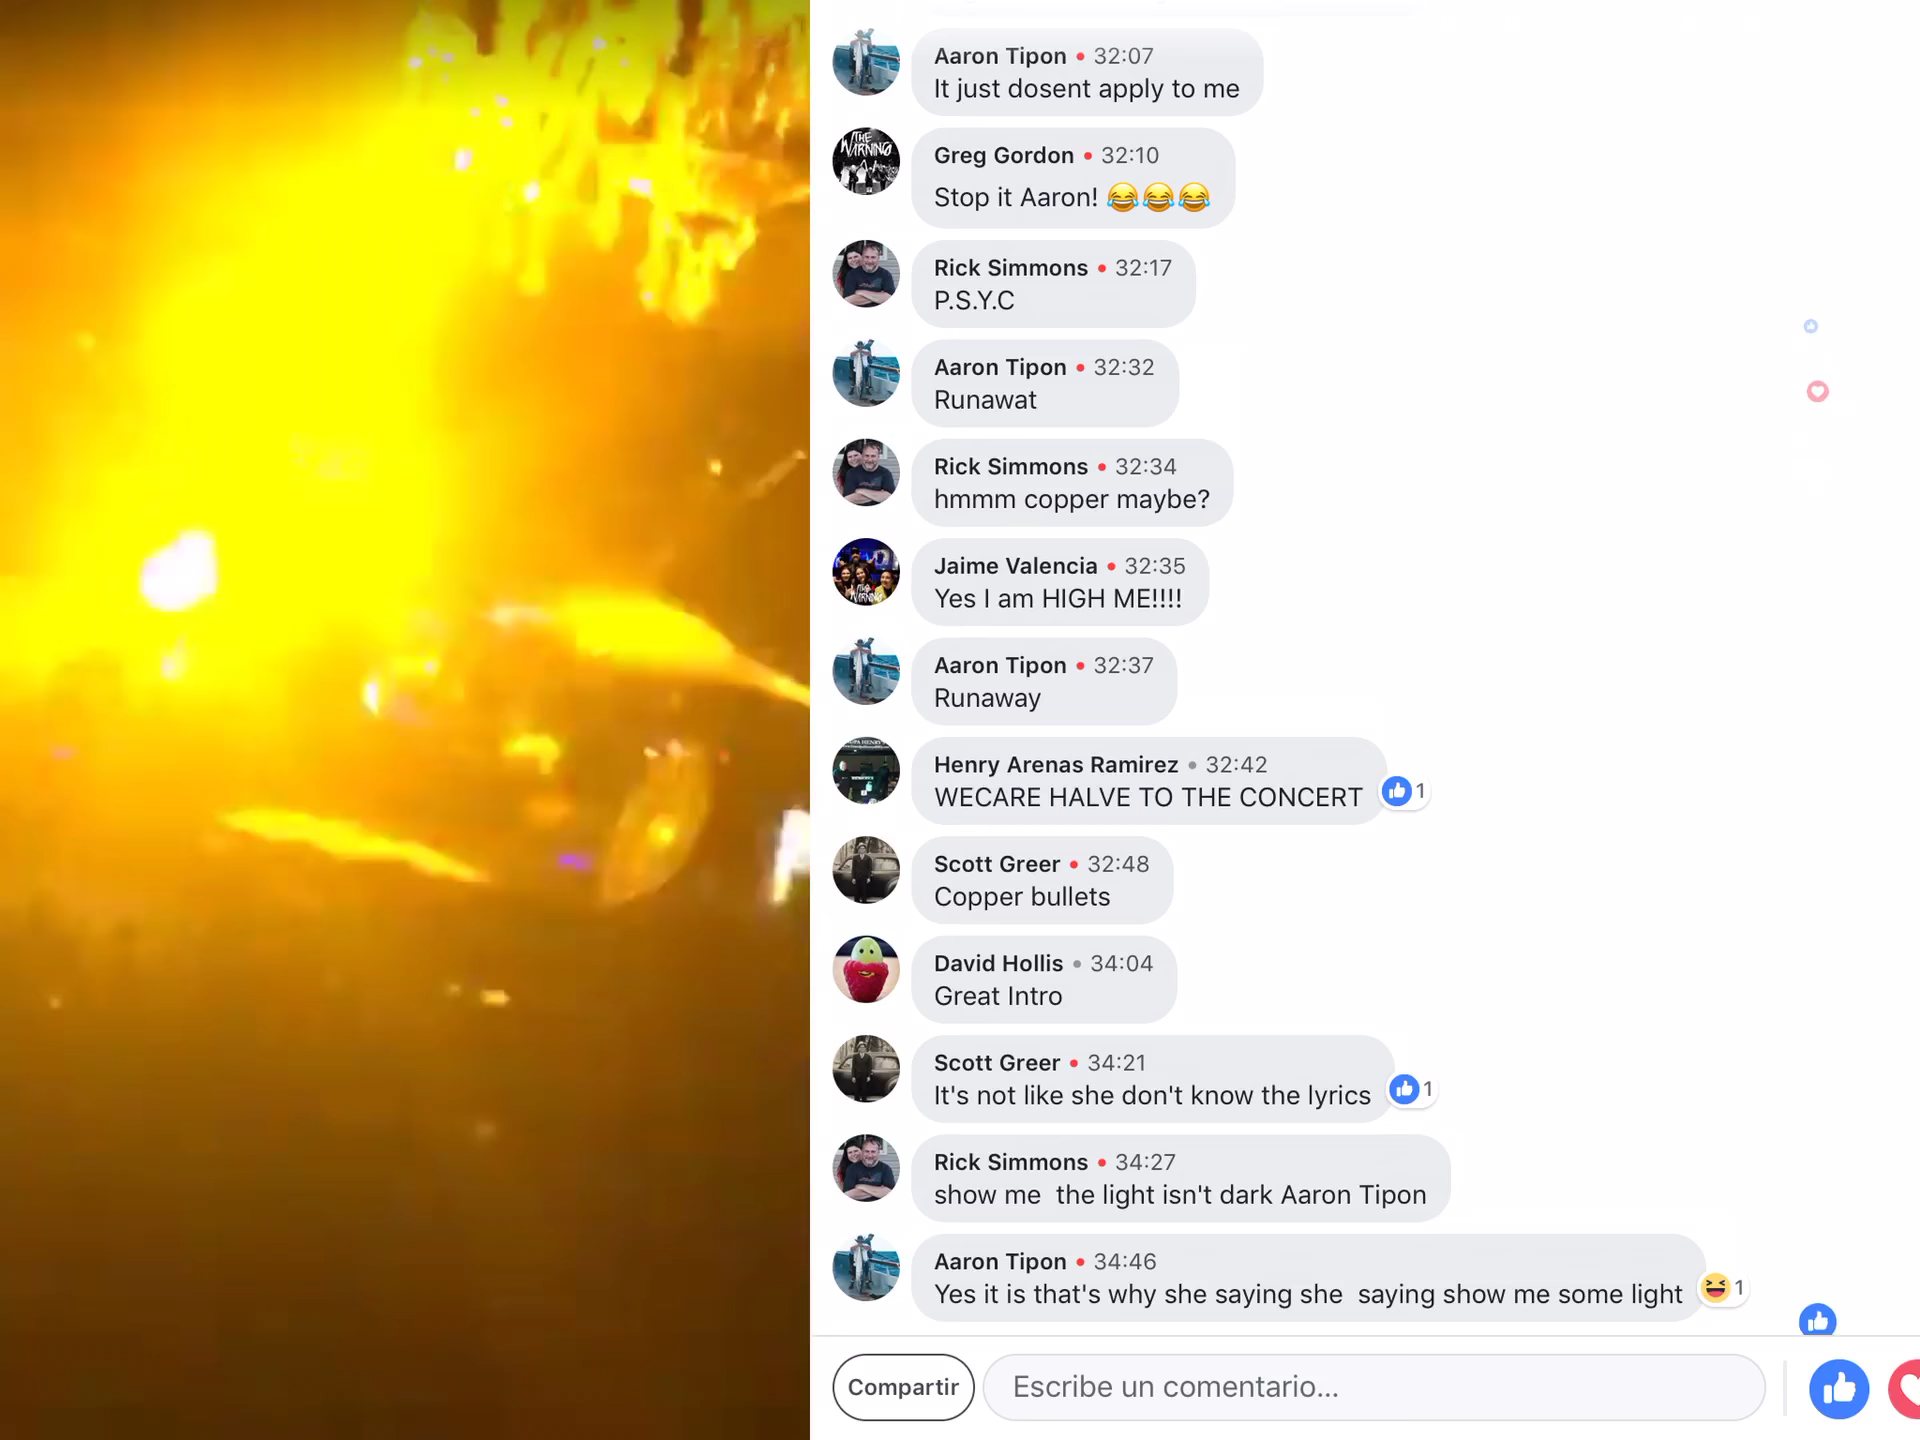 Aaron Tipon • 32:07
It just dosent apply to me
THE
WARNING
Greg Gordon • 32:10
Stop it Aaron! 😂😂😂
Rick Simmons • 32:17
P.S.Y.C
Aaron Tipon • 32:32
Runawat
Rick Simmons • 32:34
hmmm copper maybe?
Jaime Valencia • 32:35
Yes I am HIGH ME!!!!
THE
WARNING
Aaron Tipon • 32:37
Runaway
Henry Arenas Ramirez • 32:42
WECARE HALVE TO THE CONCERT
1
Scott Greer • 32:48
Copper bullets
David Hollis • 34:04
Great Intro
Scott Greer • 34:21
It's not like she don't know the lyrics
1
Rick Simmons • 34:27
show me  the light isn't dark Aaron Tipon
Aaron Tipon • 34:46
Yes it is that's why she saying she  saying show me some light
1
Compartir
Escribe un comentario...